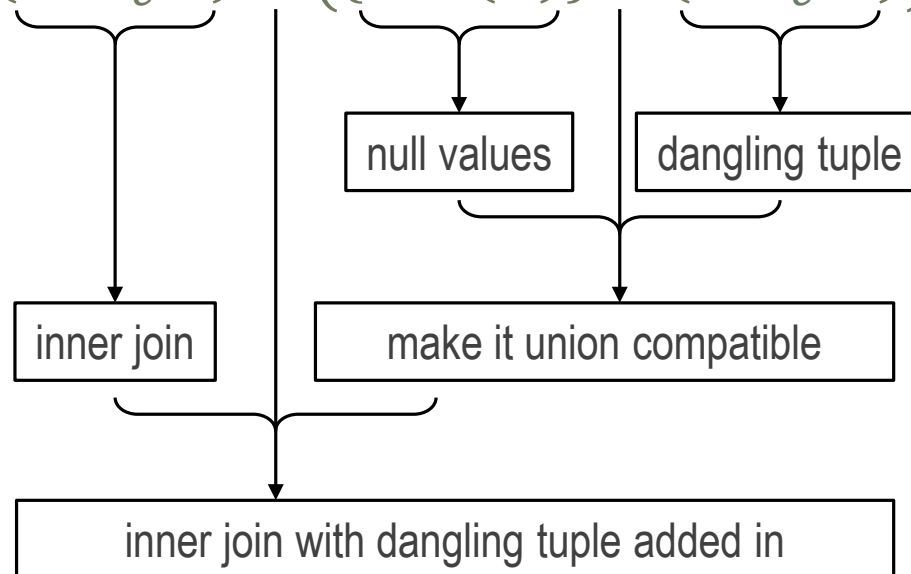 null values
dangling tuple
inner join
make it union compatible
inner join with dangling tuple added in